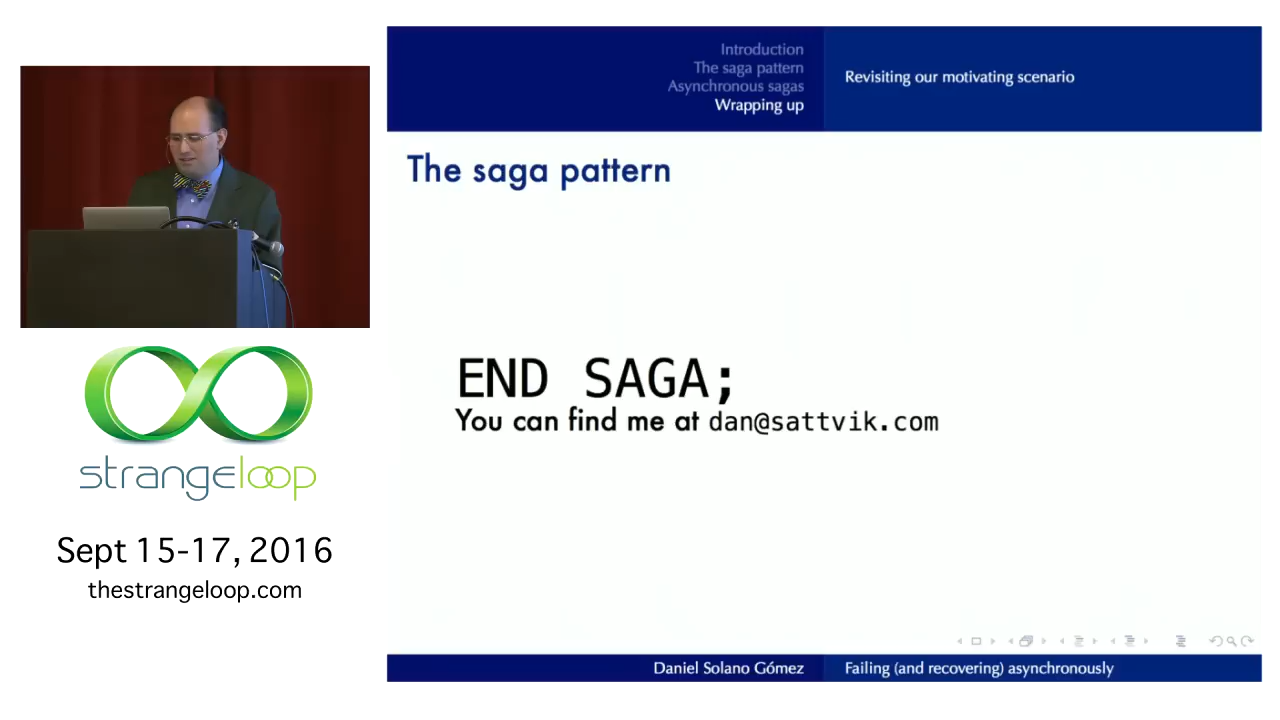 strangeloop
Sept 15-17, 2016
thestrangeloop.com
Introduction
The saga pattern
Asynchronous sagas
Wrapping up
Revisiting our motivating scenario
The saga pattern
END SAGA;
You can find me at dan@sattvik.com
Daniel Solano Gómez
Failing (and recovering) asynchronously